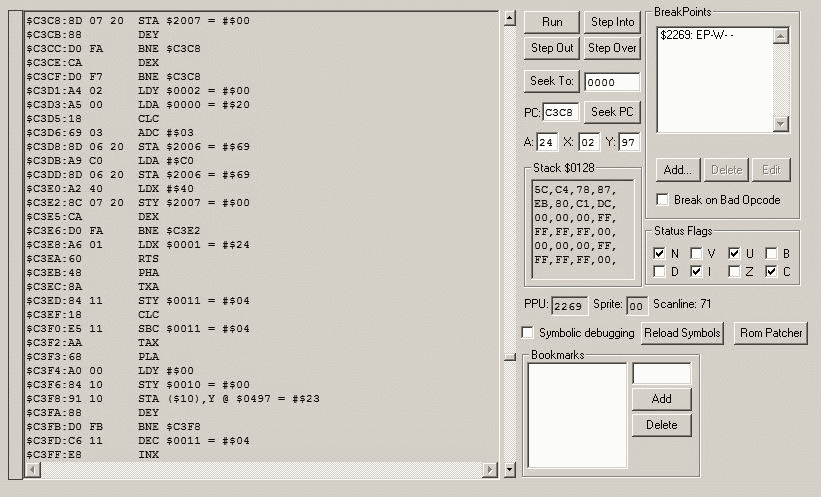 $C3C8:8D 07 20 STA $2007 = #$00
$C3CB:88 DEY
$C3CC:D0 FA BNE $C3C8
$C3CE:CA DEX
$C3CF:D0 F7 BNE $C3C8
$C3D1:A4 02 LDY $0002 = #$00
$C3D3:A5 00 LDA $0000 = #$20
$C3D5:18 CLC
$C3D6:69 03 ADC #$03
$C3D8:8D 06 20 STA $2006 = #$69
$C3DB:A9 C0 LDA #$C0
$C3DD:8D 06 20 STA $2006 = #$69
$C3E0:A2 40 LDX #$40
$C3E2:8C 07 20 STY $2007 = #$00
$C3E5:CA DEX
$C3E6:D0 FA BNE $C3E2
$C3E8:A6 01 LDX $0001 = #$24
$C3EA:60 RTS
$C3EB:48 PHA
$C3EC:8A TXA
$C3ED:84 11 STY $0011 = #$04
$C3EF:18 CLC
$C3F0:E5 11 SBC $0011 = #$04
$C3F2:AA TAX
$C3F3:68 PLA
$C3F4:A0 00 LDY #$00
$C3F6:84 10 STY $0010 = #$00
$C3F8:91 10 STA ($10),Y @ $0497 = #$23
$C3FA:88 DEY
$C3FB:D0 FB BNE $C3F8
$C3FD:C6 11 DEC $0011 = #$04
$C3FF:E8 INX
Run Step Into
Step Out Step Over
Seek To: 0000
PC: C3C8 Seek PC
A: 24 X: 02 Y: 97
Stack $0128
5C,C4,78,87,
EB,80,C1,DC,
00,00,00,FF,
FF,FF,FF,00,
00,00,00,FF,
FF,FF,FF,00,
BreakPoints
$2269: EP-W--
Add... Delete Edit
Break on Bad Opcode
Status Flags
N V U B
D I Z C
PPU: 2269 Sprite: 00 Scanline: 71
Symbolic debugging Reload Symbols Rom Patcher
Bookmarks
Add
Delete